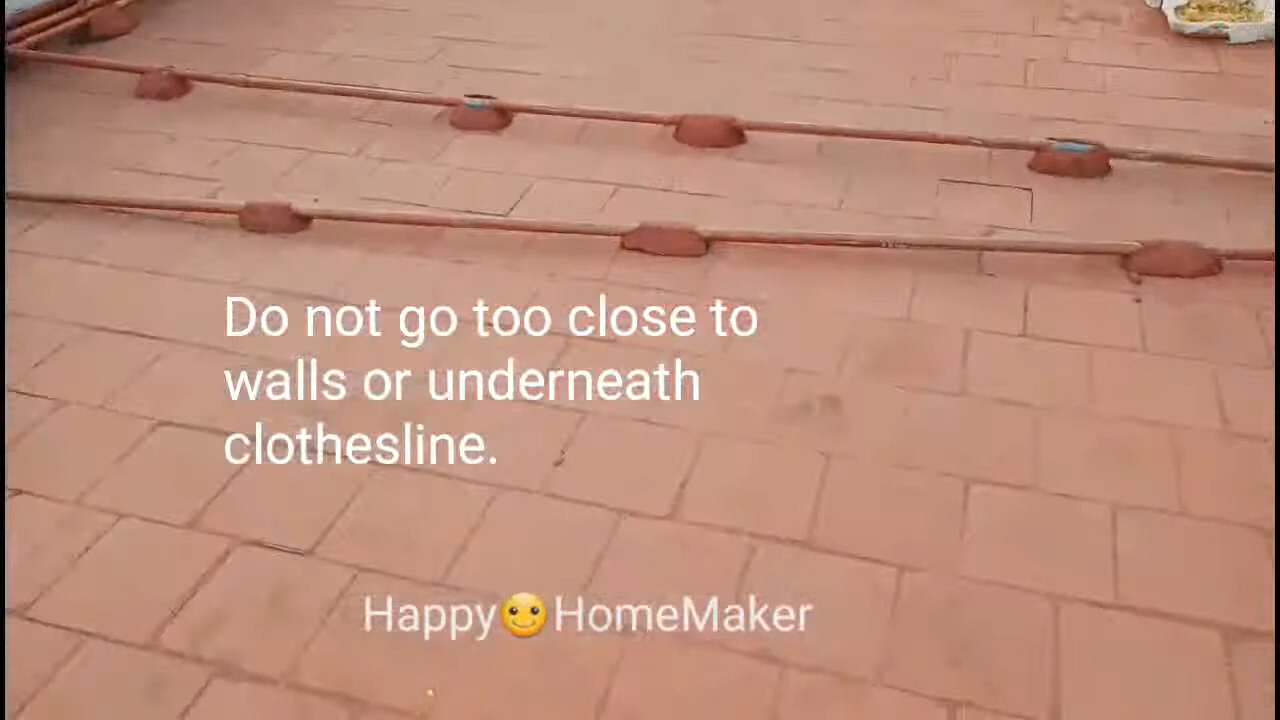 Do not go too close to
walls or underneath
clothesline.
Happy🙂HomeMaker